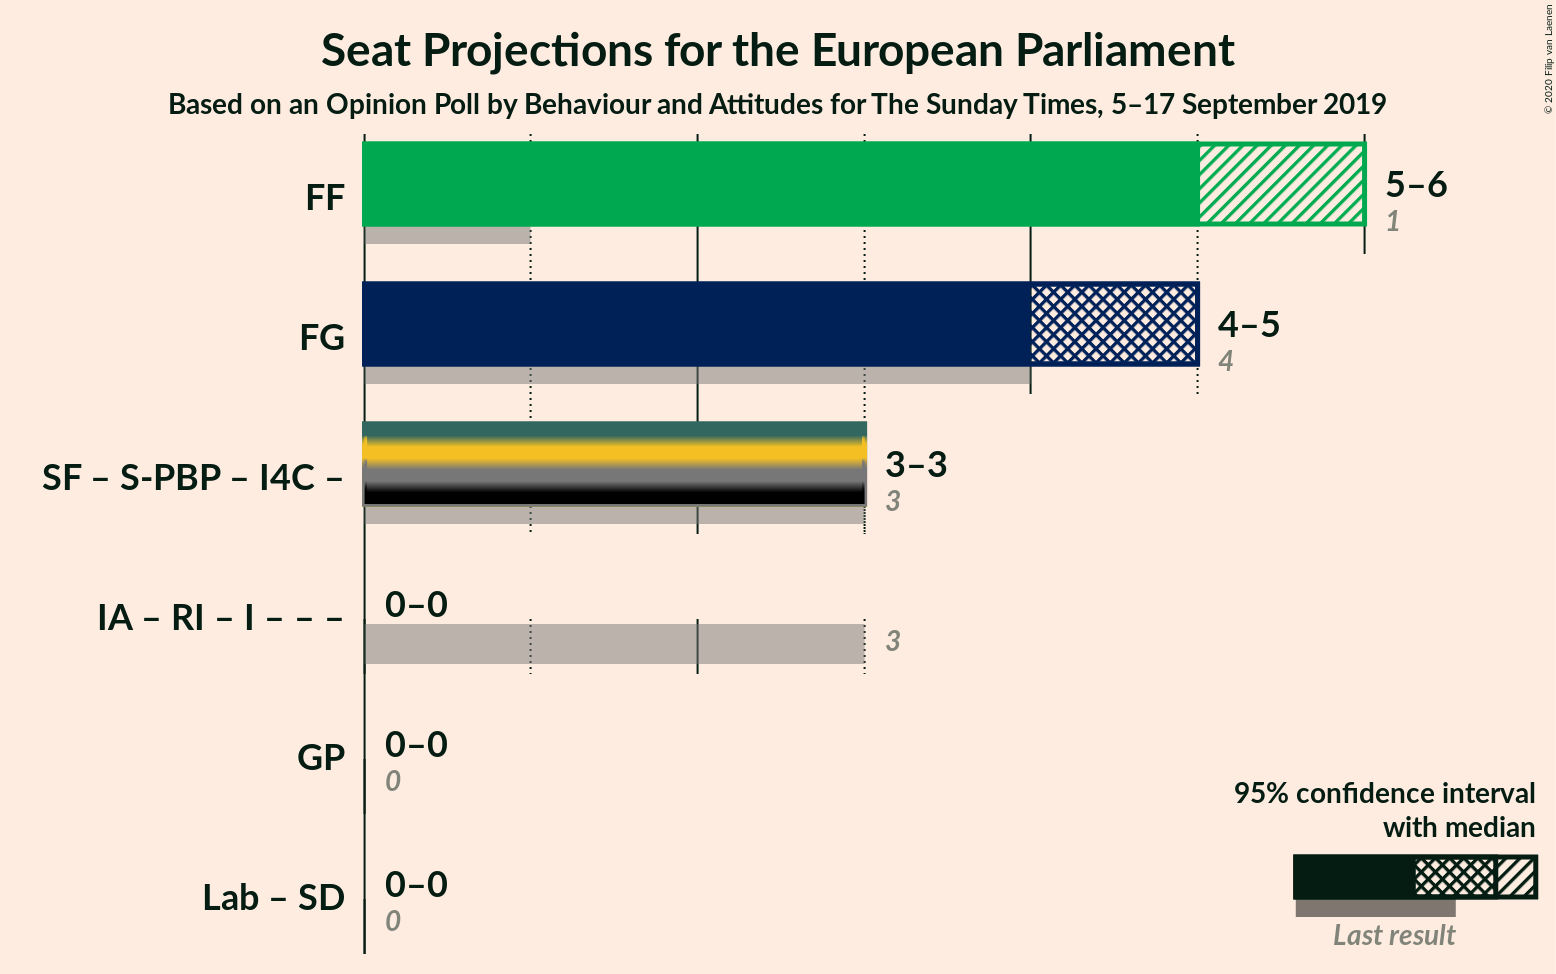 Seat Projections for the European Parliament
Based on an Opinion Poll by Behaviour and Attitudes for The Sunday Times, 5–17 September 2019
© 2020 Filip van Laenen
FF
5–6
1
FG
4–5
4
SF – S-PBP – I4C –
3–3
3
IA – RI – I – – –
0–0
3
GP
0–0
0
Lab – SD
0–0
0
95% confidence interval
with median
Last result